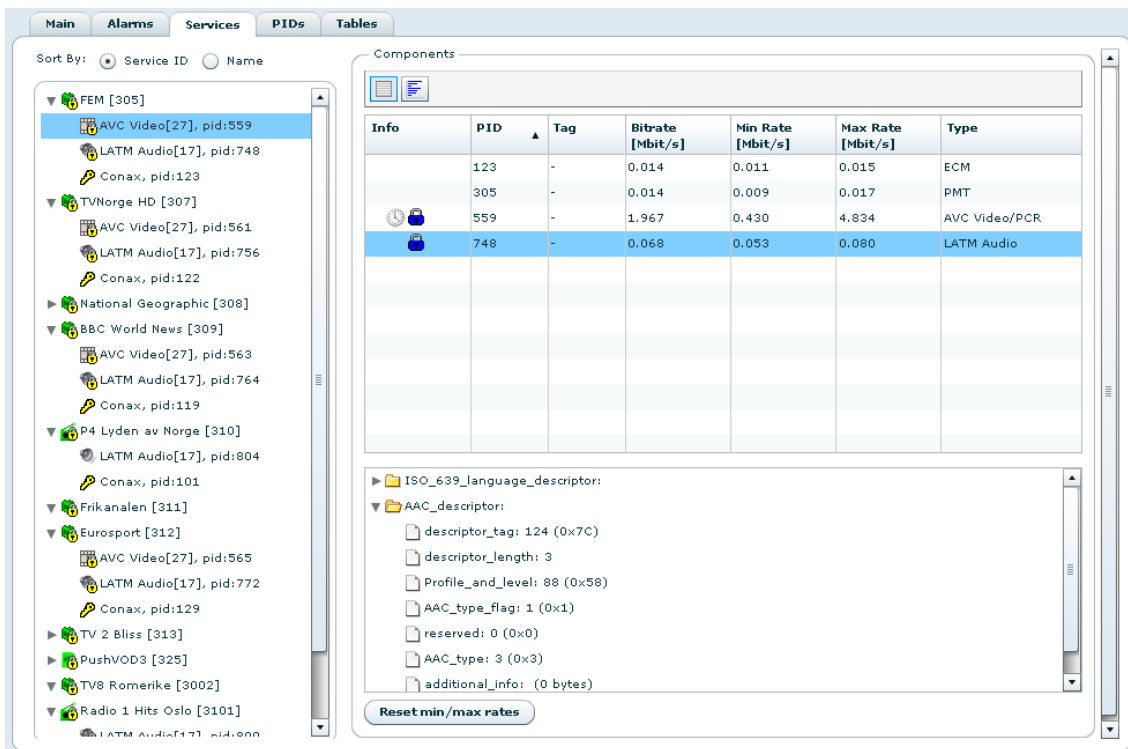 Main Alarms Services PIDs Tables
Sort By: Service ID Name
FEM [305]
AVC Video[27], pid:559
LATM Audio[17], pid:748
Conax, pid:123
TVNorge HD [307]
AVC Video[27], pid:561
LATM Audio[17], pid:756
Conax, pid:122
National Geographic [308]
BBC World News [309]
AVC Video[27], pid:563
LATM Audio[17], pid:764
Conax, pid:119
P4 Lyden av Norge [310]
LATM Audio[17], pid:804
Conax, pid:101
Frikanalen [311]
Eurosport [312]
AVC Video[27], pid:565
LATM Audio[17], pid:772
Conax, pid:129
TV 2 Bliss [313]
PushVOD3 [325]
TV8 Romerike [3002]
Radio 1 Hits Oslo [3101]
LATM Audio[17], pid:800
Components
Info PID Tag Bitrate [Mbit/s] Min Rate [Mbit/s] Max Rate [Mbit/s] Type
123 - 0.014 0.011 0.015 ECM
305 - 0.014 0.009 0.017 PMT
559 - 1.967 0.430 4.834 AVC Video/PCR
748 - 0.068 0.053 0.080 LATM Audio
ISO_639_language_descriptor:
AAC_descriptor:
descriptor_tag: 124 (0x7C)
descriptor_length: 3
Profile_and_level: 88 (0x58)
AAC_type_flag: 1 (0x1)
reserved: 0 (0x0)
AAC_type: 3 (0x3)
additional_info: (0 bytes)
Reset min/max rates